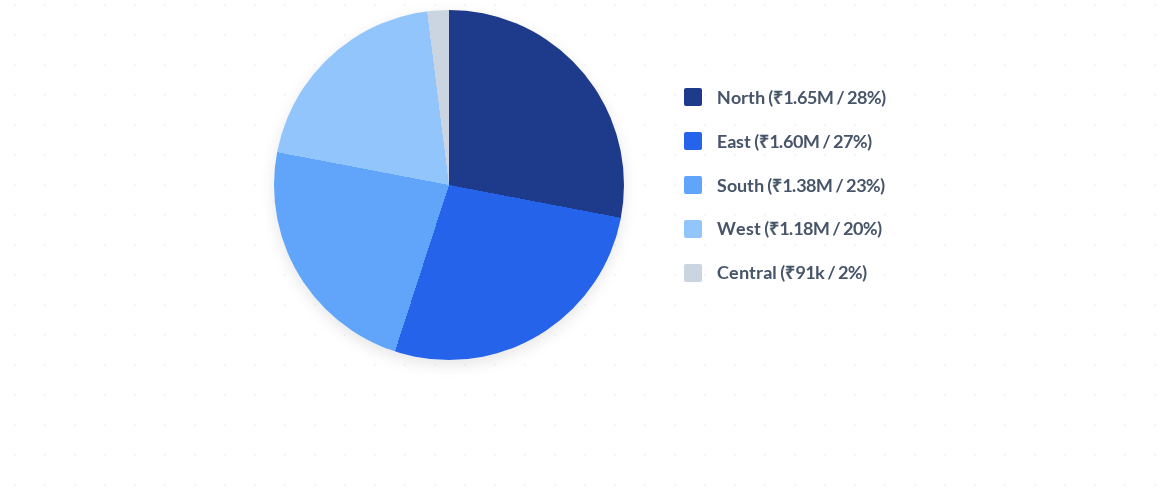 North (₹1.65M / 28%)
East (₹1.60M / 27%)
South (₹1.38M / 23%)
West (₹1.18M / 20%)
Central (₹91k / 2%)